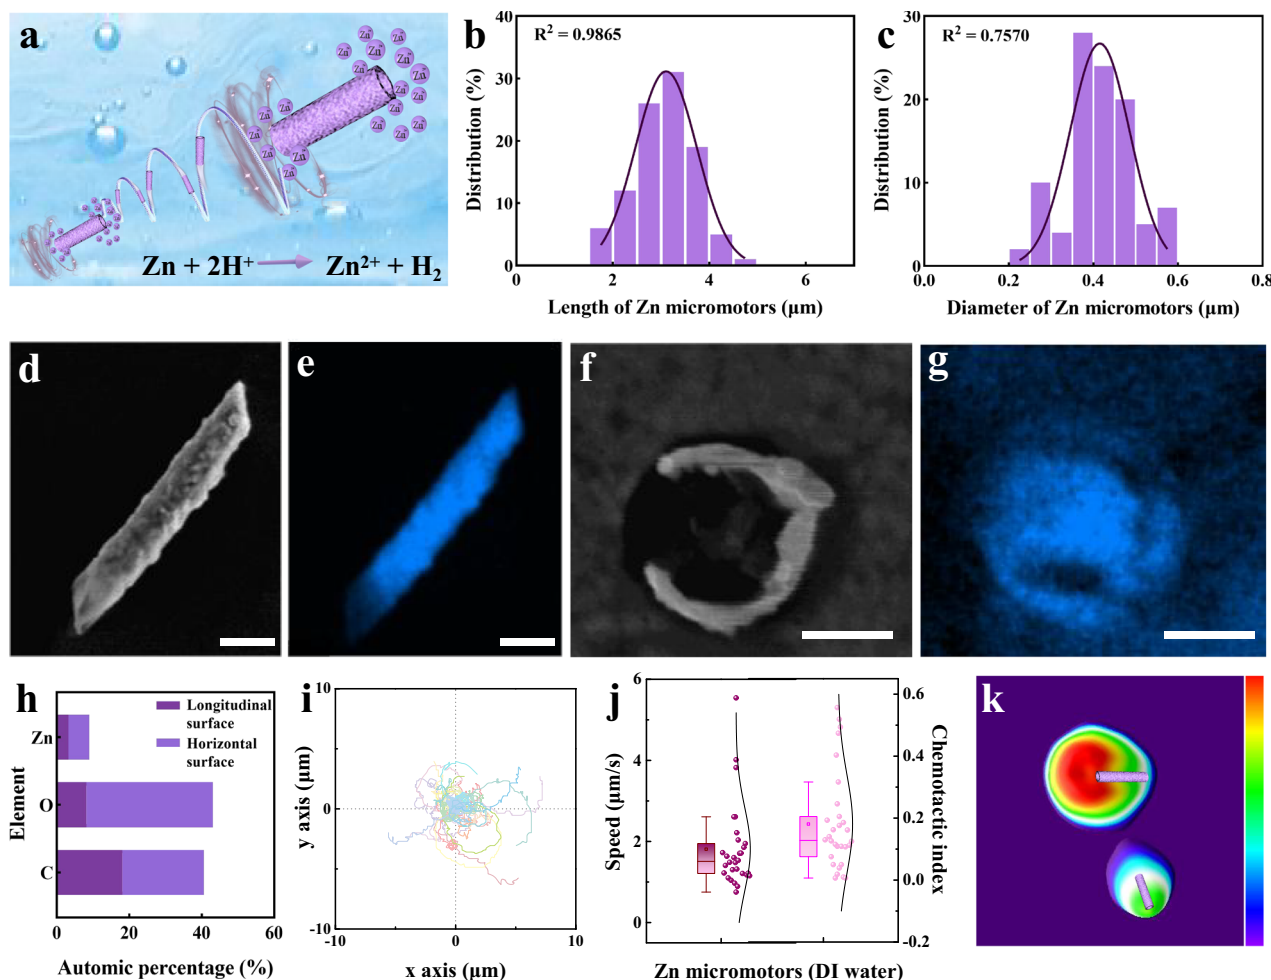 a
Zn²⁺
Zn + 2H⁺ → Zn²⁺ + H₂
b
R² = 0.9865
Distribution (%)
40
30
20
10
0
0 2 4 6
Length of Zn micromotors (μm)
c
R² = 0.7570
Distribution (%)
30
20
10
0
0.0 0.2 0.4 0.6 0.8
Diameter of Zn micromotors (μm)
d
e
f
g
h
Longitudinal
surface
Horizontal
surface
Element
Zn
O
C
0 20 40 60
Automic percentage (%)
i
y axis (μm)
10
0
-10
-10 0 10
x axis (μm)
j
Speed (μm/s)
6
4
2
0
0.6
0.4
0.2
0.0
-0.2
Chemotactic index
Zn micromotors (DI water)
k